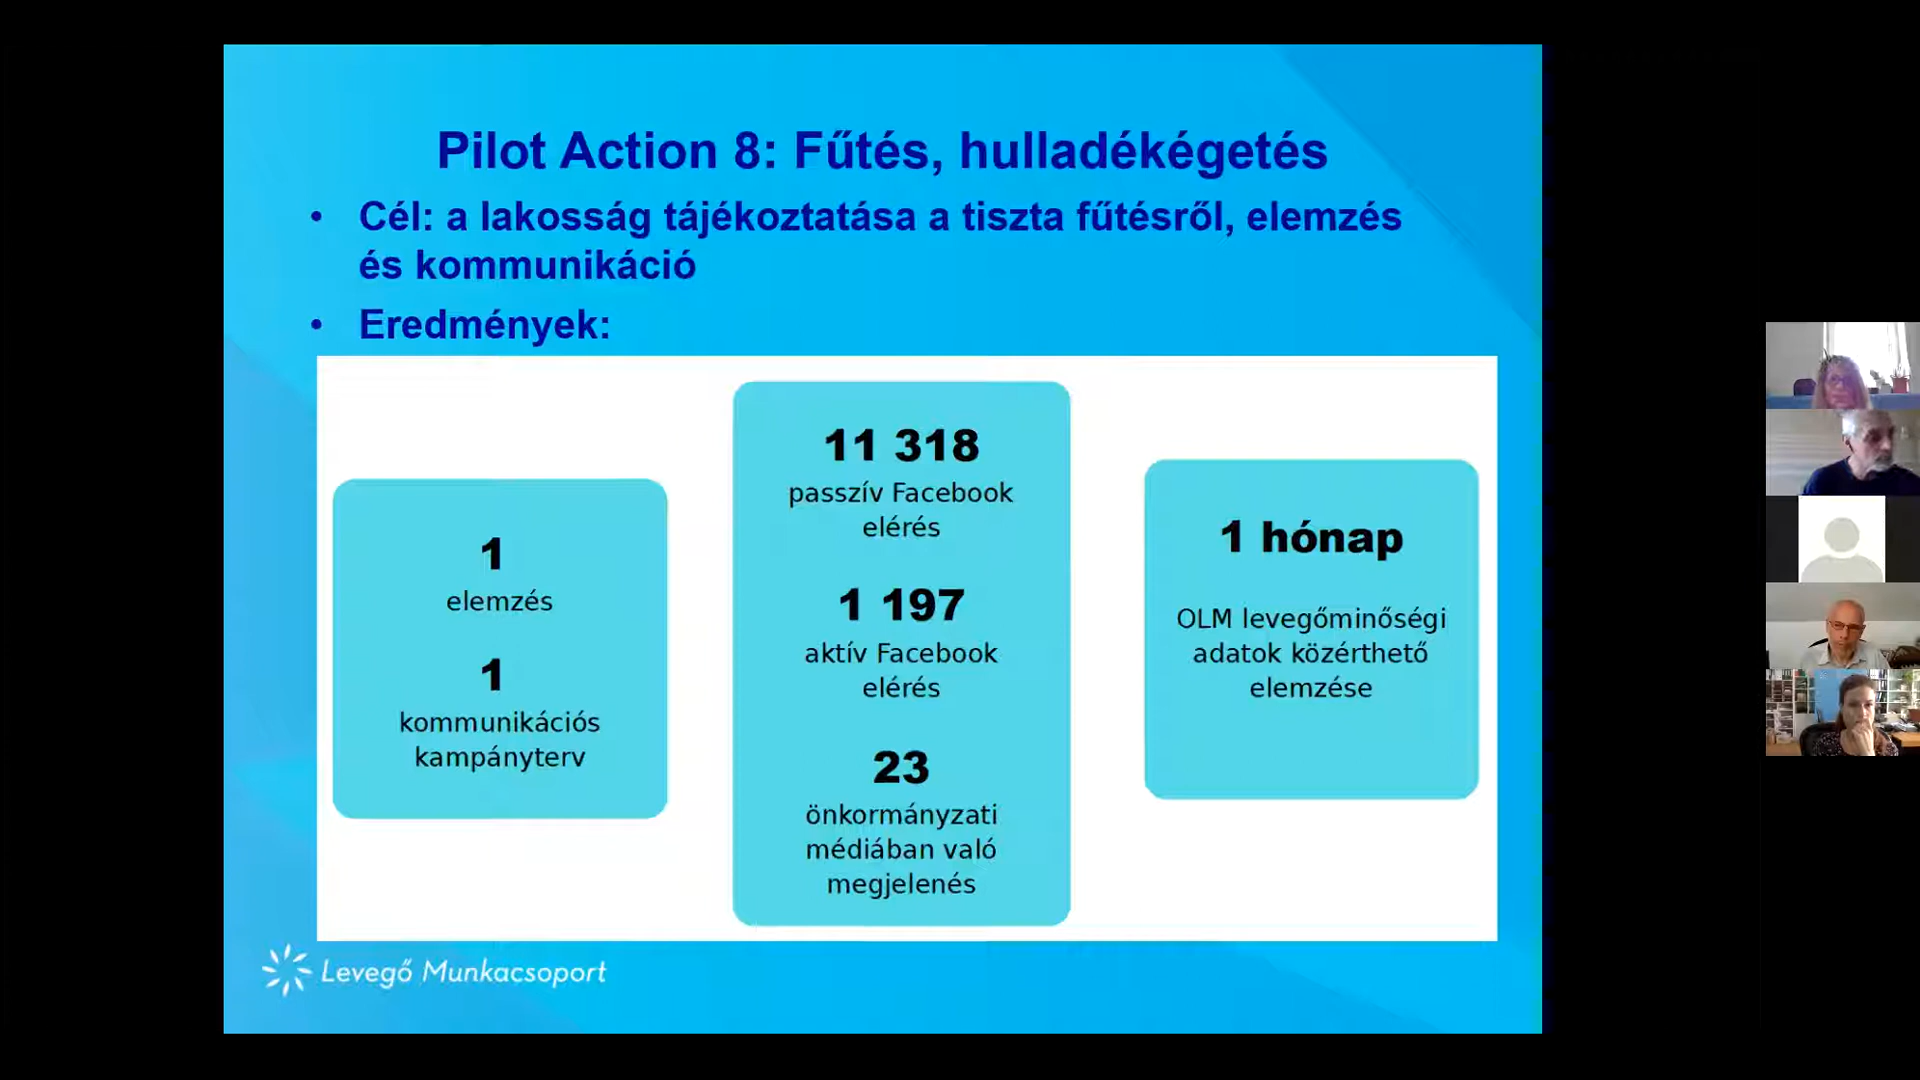 Pilot Action 8: Fűtés, hulladékégetés
• Cél: a lakosság tájékoztatása a tiszta fűtésről, elemzés
és kommunikáció
• Eredmények:
1
elemzés
1
kommunikációs
kampányterv
11 318
passzív Facebook
elérés
1 197
aktív Facebook
elérés
23
önkormányzati
médiában való
megjelenés
1 hónap
OLM levegőminőségi
adatok közérthető
elemzése
Levegő Munkacsoport